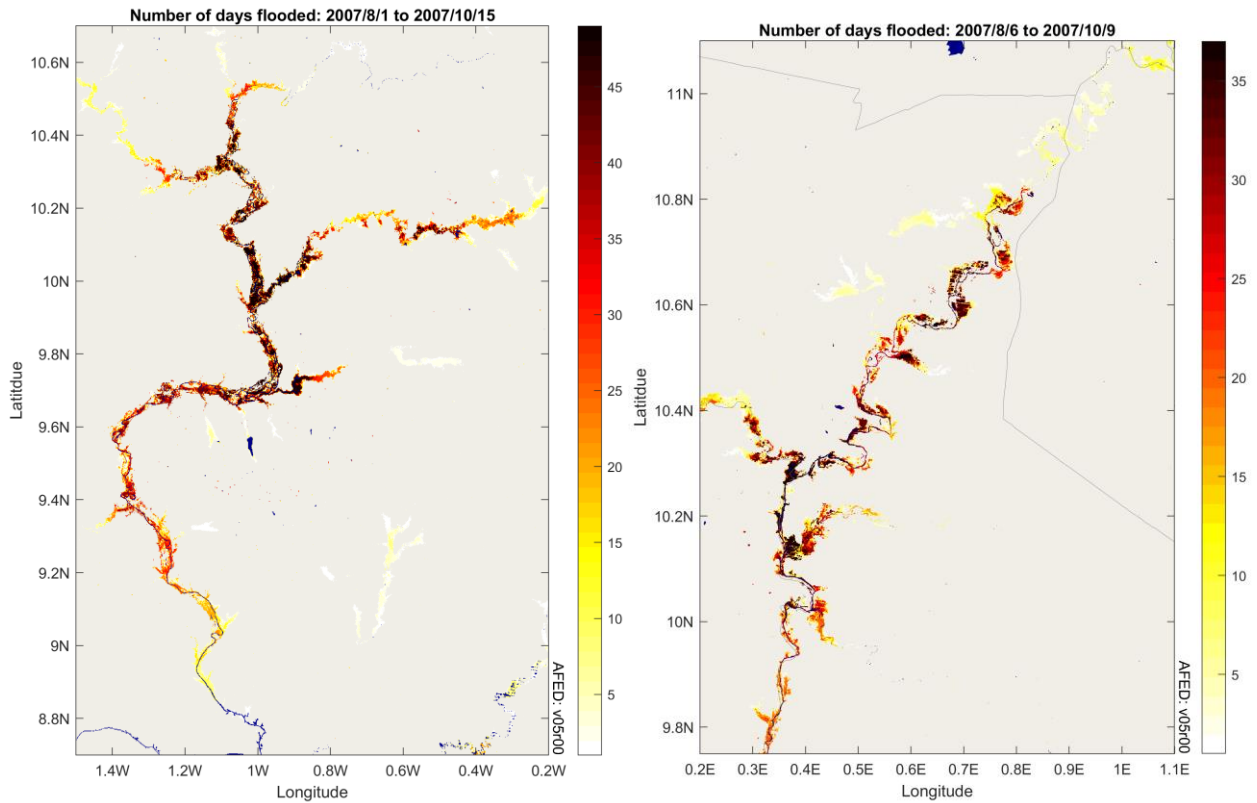 Number of days flooded: 2007/8/1 to 2007/10/15
10.6N
10.4N
10.2N
10N
9.8N
9.6N
9.4N
9.2N
9N
8.8N
Latitdue
1.4W 1.2W 1W 0.8W 0.6W 0.4W 0.2W
Longitude
AFED: v05r00
45
40
35
30
25
20
15
10
5
Number of days flooded: 2007/8/6 to 2007/10/9
11N
10.8N
10.6N
10.4N
10.2N
10N
9.8N
Latitdue
0.2E 0.3E 0.4E 0.5E 0.6E 0.7E 0.8E 0.9E 1E 1.1E
Longitude
AFED: v05r00
35
30
25
20
15
10
5